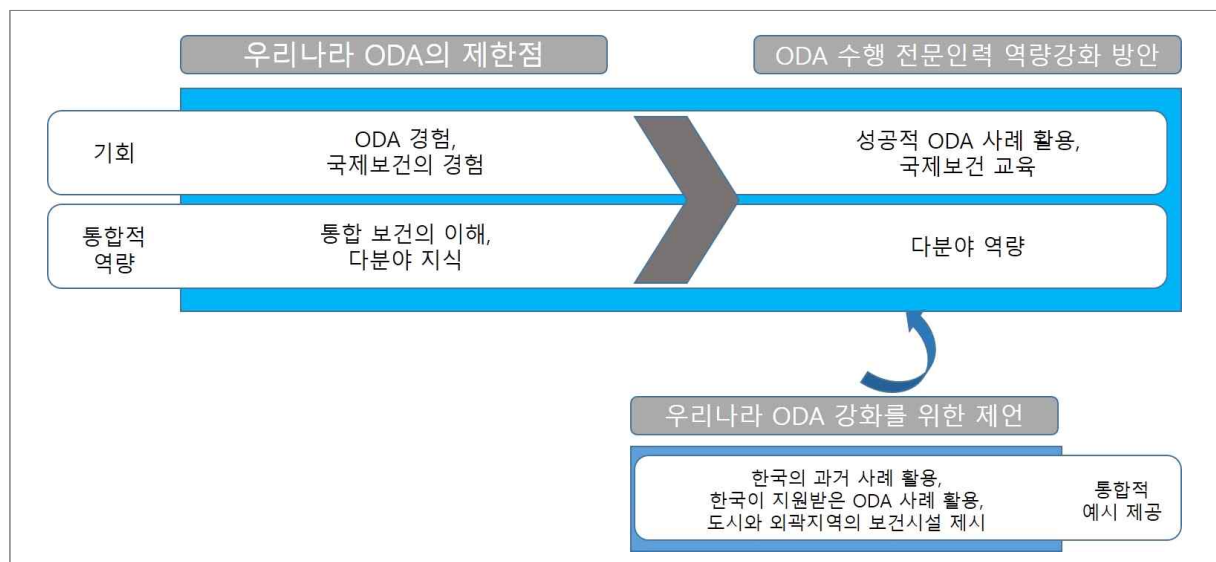 우리나라 ODA의 제한점
ODA 수행 전문인력 역량강화 방안
기회
ODA 경험,
국제보건의 경험
성공적 ODA 사례 활용,
국제보건 교육
통합적
역량
통합 보건의 이해,
다분야 지식
다분야 역량
우리나라 ODA 강화를 위한 제언
한국의 과거 사례 활용,
한국이 지원받은 ODA 사례 활용,
도시와 외곽지역의 보건시설 제시
통합적
예시 제공